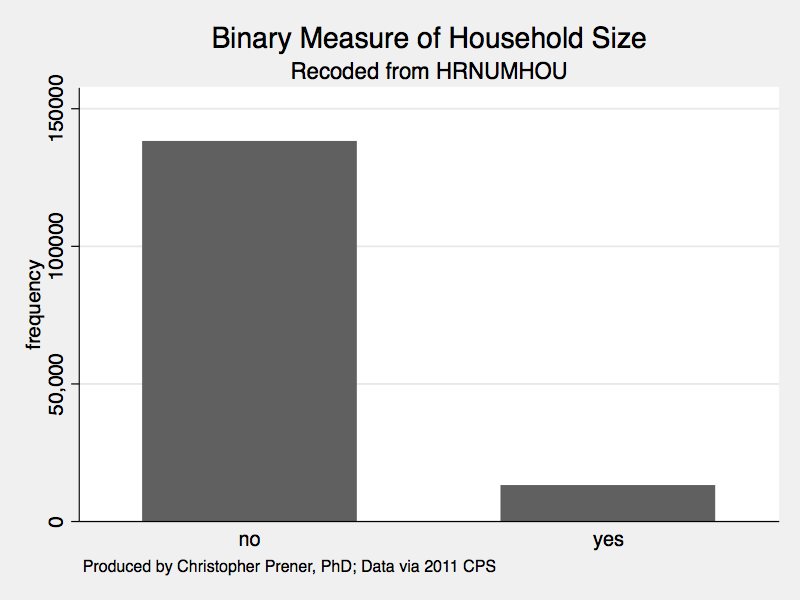 Binary Measure of Household Size
Recoded from HRNUMHOU
frequency
150000
100000
50,000
0
no
yes
Produced by Christopher Prener, PhD; Data via 2011 CPS